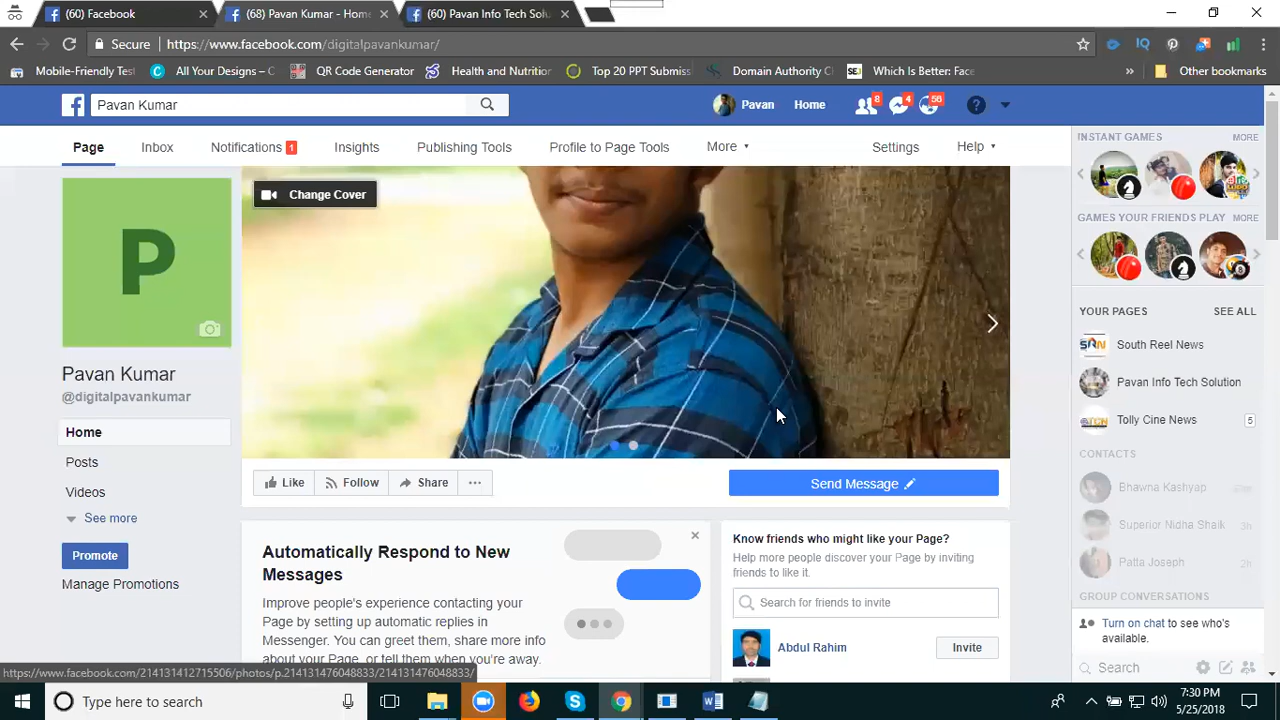 (60) Facebook
(68) Pavan Kumar - Home
(60) Pavan Info Tech Solu
Secure
https://www.facebook.com/digitalpavankumar/
Mobile-Friendly Test
All Your Designs – C
QR Code Generator
Health and Nutrition
Top 20 PPT Submiss
Domain Authority C
Which Is Better: Face
»
Other bookmarks
Pavan Kumar
Pavan
Home
8
4
56
Page
Inbox
Notifications 1
Insights
Publishing Tools
Profile to Page Tools
More
Settings
Help
INSTANT GAMES
MORE
GAMES YOUR FRIENDS PLAY
MORE
YOUR PAGES
SEE ALL
South Reel News
Pavan Info Tech Solution
Tolly Cine News
5
CONTACTS
Bhawna Kashyap
Superior Nidha Shaik
3h
Patta Joseph
2h
GROUP CONVERSATIONS
Turn on chat to see who's
available.
Search
Change Cover
P
Pavan Kumar
@digitalpavankumar
Home
Posts
Videos
See more
Promote
Manage Promotions
Like
Follow
Share
...
Send Message
Automatically Respond to New
Messages
Improve people's experience contacting your
Page by setting up automatic replies in
Messenger. You can greet them, share more info
about your Page, or tell them when you're away.
Know friends who might like your Page?
Help more people discover your Page by inviting
friends to like it.
Search for friends to invite
Abdul Rahim
Invite
https://www.facebook.com/214131412715506/photos/p.214131476048833/214131476048833/
Type here to search
7:30 PM
5/25/2018